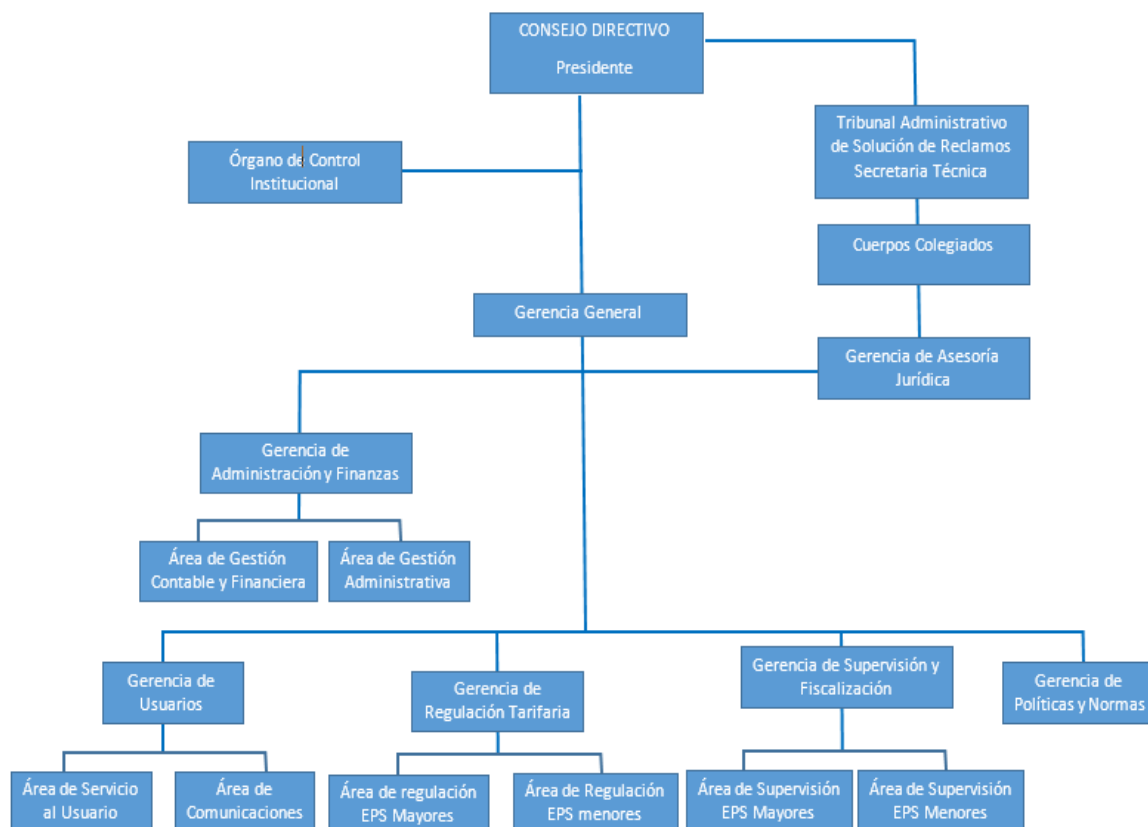 CONSEJO DIRECTIVO
Presidente
Tribunal Administrativo
de Solución de Reclamos
Secretaria Técnica
Órgano de Control
Institucional
Cuerpos Colegiados
Gerencia General
Gerencia de Asesoría
Jurídica
Gerencia de
Administración y Finanzas
Área de Gestión
Contable y Financiera
Área de Gestión
Administrativa
Gerencia de
Usuarios
Gerencia de
Regulación Tarifaria
Gerencia de Supervisión y
Fiscalización
Gerencia de
Políticas y Normas
Área de Servicio
al Usuario
Área de
Comunicaciones
Área de regulación
EPS Mayores
Área de Regulación
EPS menores
Área de Supervisión
EPS Mayores
Área de Supervisión
EPS Menores